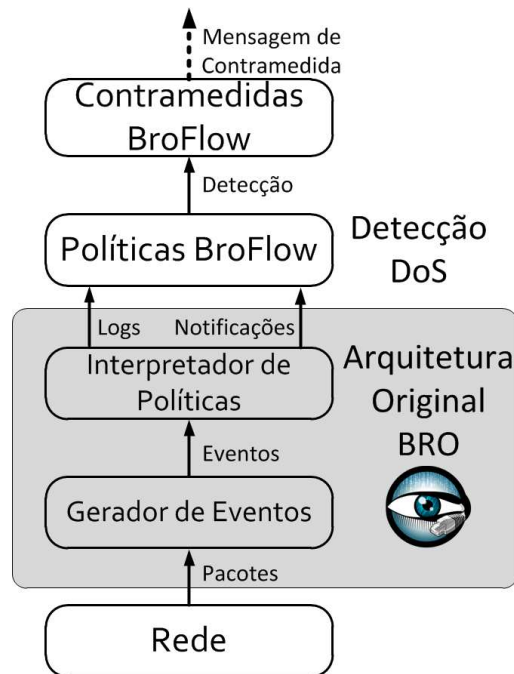 Mensagem de
Contramedida
Contramedidas
BroFlow
Detecção
Políticas BroFlow
Detecção
DoS
Logs
Notificações
Interpretador de
Políticas
Arquitetura
Original
BRO
Eventos
Gerador de Eventos
Pacotes
Rede